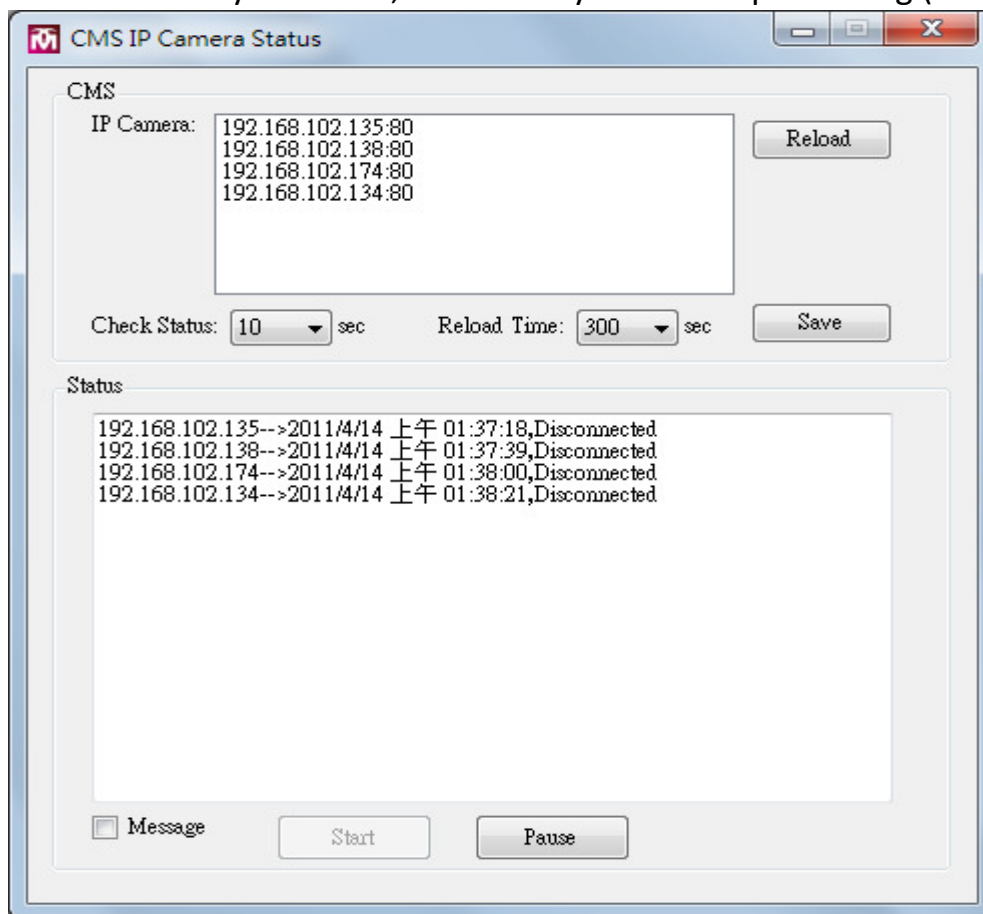 CMS IP Camera Status
CMS
IP Camera:
192.168.102.135:80
192.168.102.138:80
192.168.102.174:80
192.168.102.134:80
Reload
Check Status: 10 sec Reload Time: 300 sec Save
Status
192.168.102.135-->2011/4/14 上午 01:37:18,Disconnected
192.168.102.138-->2011/4/14 上午 01:37:39,Disconnected
192.168.102.174-->2011/4/14 上午 01:38:00,Disconnected
192.168.102.134-->2011/4/14 上午 01:38:21,Disconnected
Message Start Pause